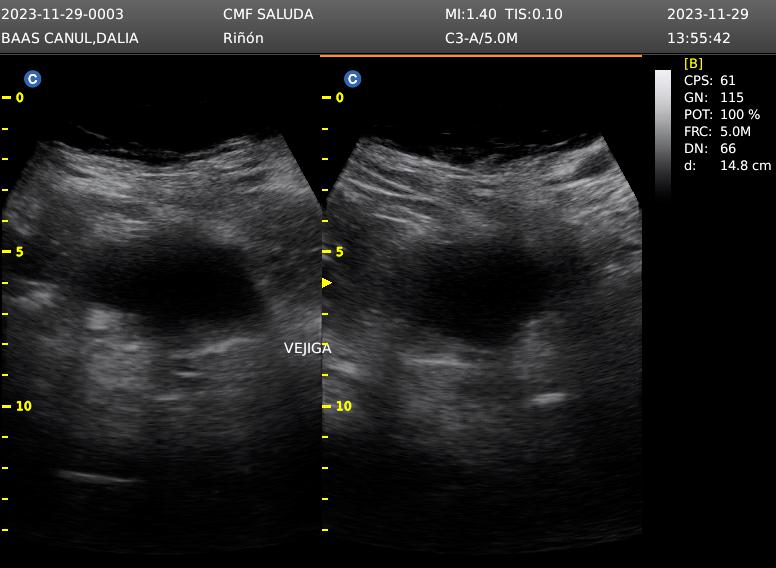 2023-11-29-0003 CMF SALUDA MI:1.40 TIS:0.10 2023-11-29
BAAS CANUL,DALIA Riñón C3-A/5.0M 13:55:42
[B]
C C
CPS: 61
0 0
GN: 115
POT: 100 %
FRC: 5.0M
DN: 66
d: 14.8 cm
5 5
VEJIGA
10 10